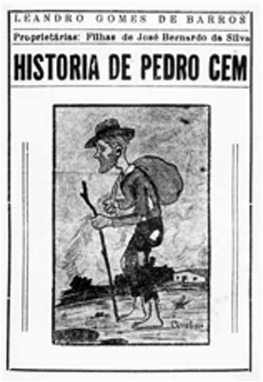 LEANDRO GOMES DE BARROS
Proprietárias: Filhas de José Bernardo da Silva
HISTORIA DE PEDRO CEM